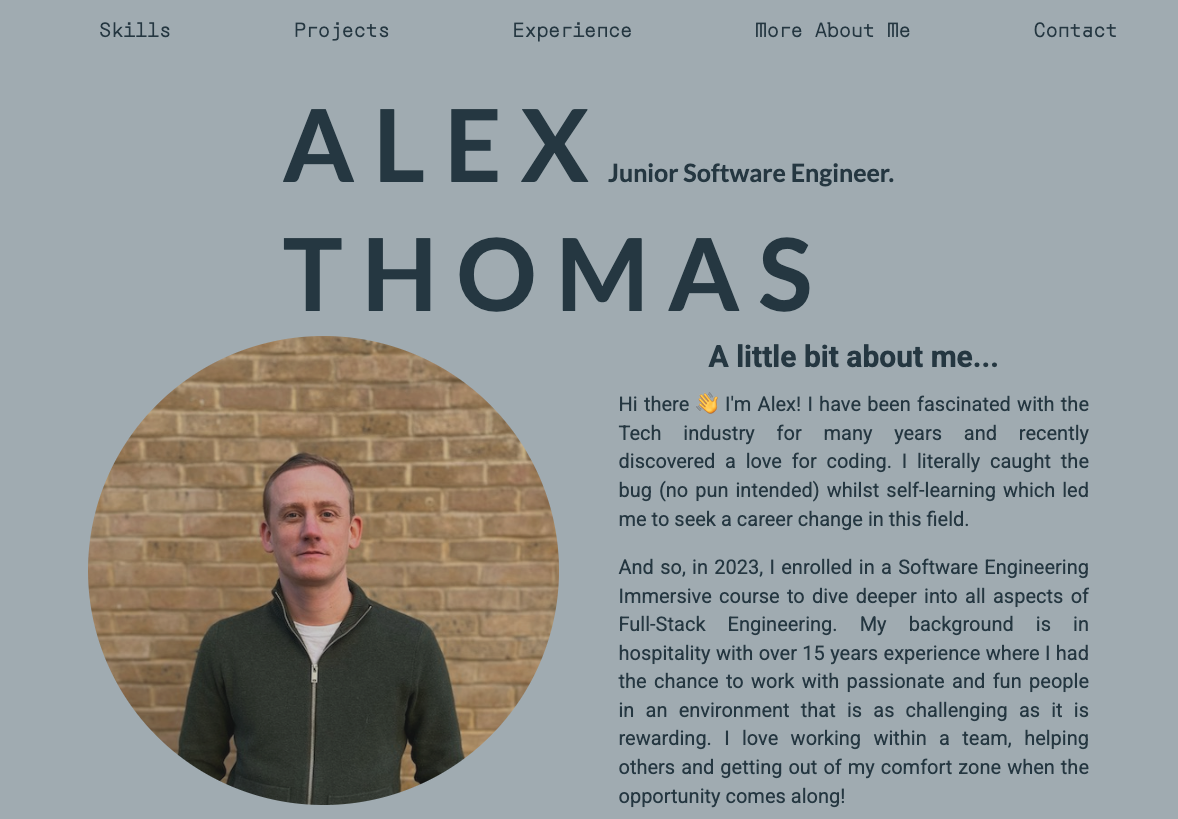 Skills Projects Experience More About Me Contact
ALEX Junior Software Engineer.
THOMAS
A little bit about me...
Hi there 👋 I'm Alex! I have been fascinated with the
Tech industry for many years and recently
discovered a love for coding. I literally caught the
bug (no pun intended) whilst self-learning which led
me to seek a career change in this field.
And so, in 2023, I enrolled in a Software Engineering
Immersive course to dive deeper into all aspects of
Full-Stack Engineering. My background is in
hospitality with over 15 years experience where I had
the chance to work with passionate and fun people
in an environment that is as challenging as it is
rewarding. I love working within a team, helping
others and getting out of my comfort zone when the
opportunity comes along!